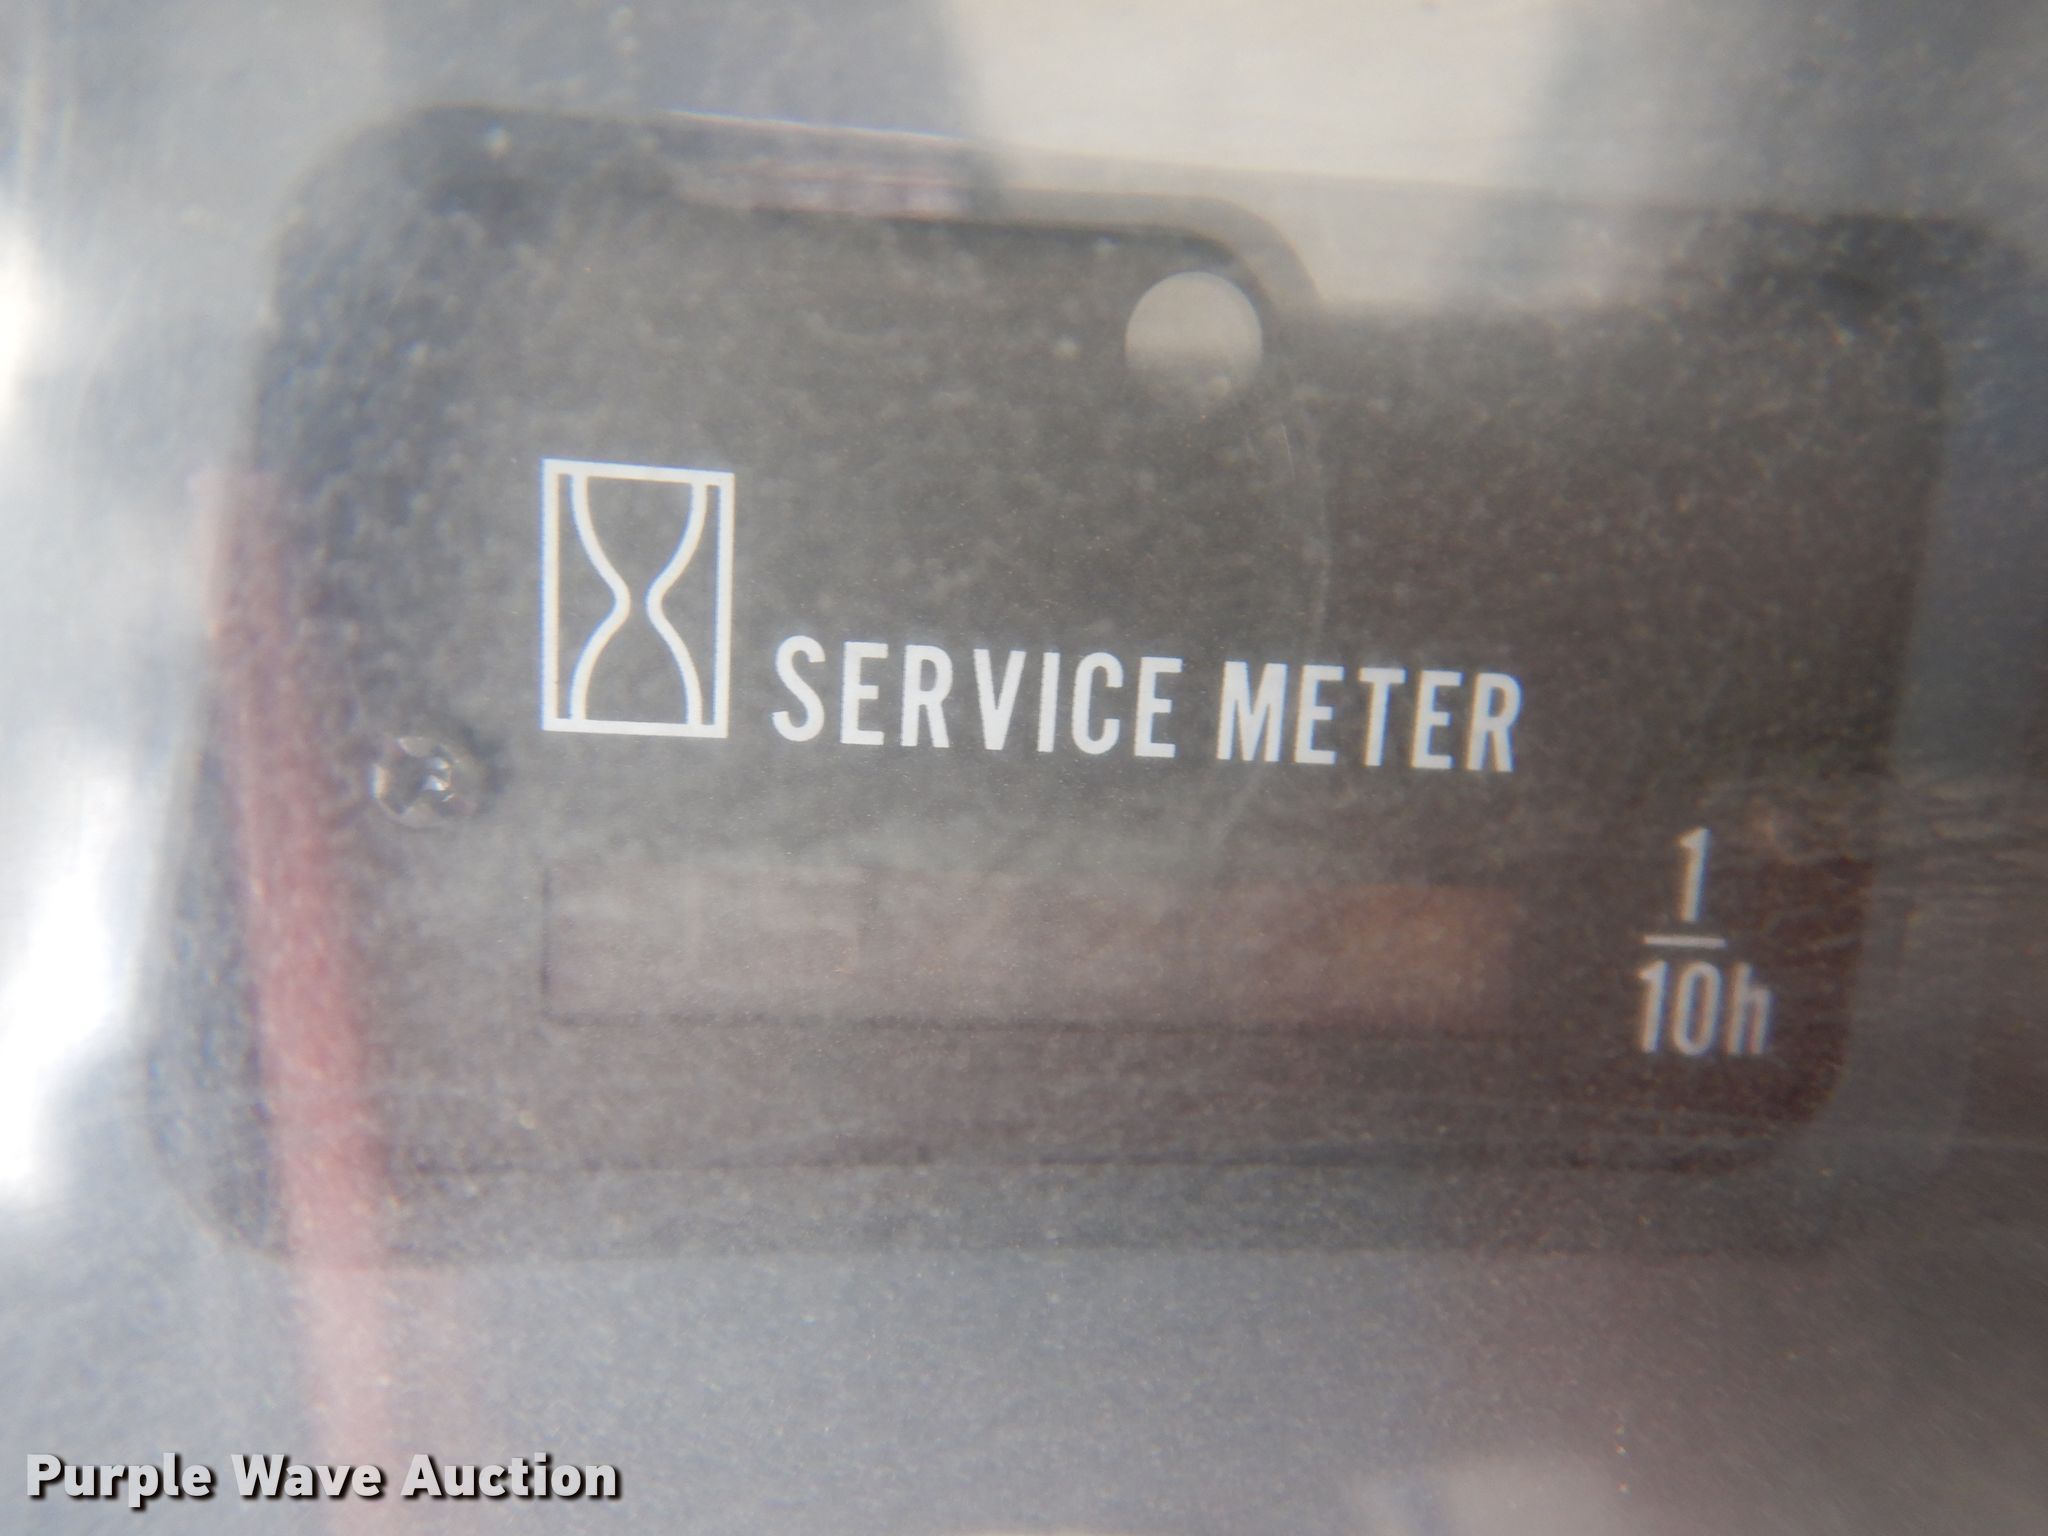 SERVICE METER
1
10h
Purple Wave Auction